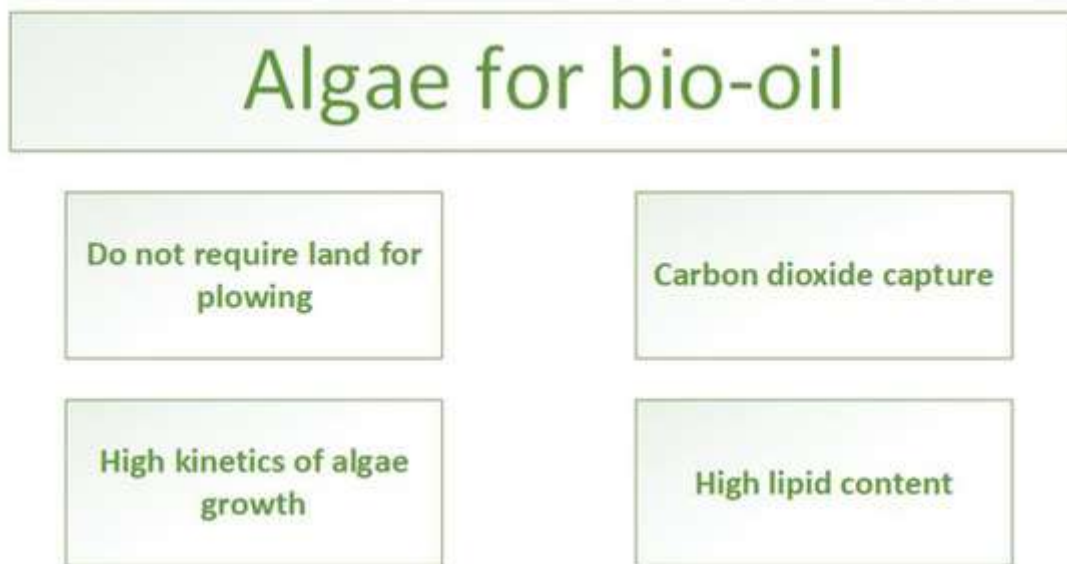 Algae for bio-oil
Do not require land for
plowing
Carbon dioxide capture
High kinetics of algae
growth
High lipid content